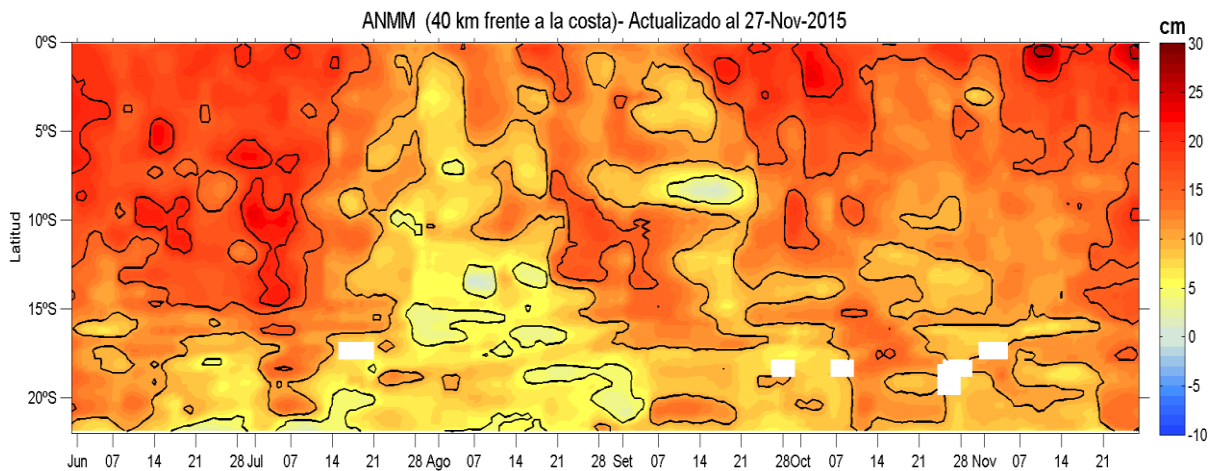 ANMM (40 km frente a la costa)- Actualizado al 27-Nov-2015
cm
0ºS
5ºS
10ºS
15ºS
20ºS
Latitud
30
25
20
15
10
5
0
-5
-10
Jun 07 14 21 28 Jul 07 14 21 28 Ago 07 14 21 28 Set 07 14 21 28 Oct 07 14 21 28 Nov 07 14 21